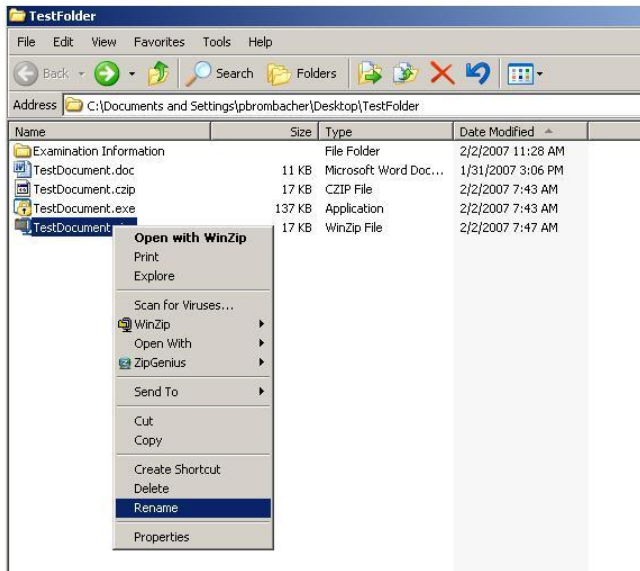 TestFolder
File Edit View Favorites Tools Help
Back Search Folders
Address C:\Documents and Settings\pbrombacher\Desktop\TestFolder
Name Size Type Date Modified
Examination Information File Folder 2/2/2007 11:28 AM
TestDocument.doc 11 KB Microsoft Word Doc... 1/31/2007 3:06 PM
TestDocument.czip 17 KB CZIP File 2/2/2007 7:43 AM
TestDocument.exe 137 KB Application 2/2/2007 7:43 AM
TestDocument 17 KB WinZip File 2/2/2007 7:47 AM
Open with WinZip
Print
Explore
Scan for Viruses...
WinZip
Open With
ZipGenius
Send To
Cut
Copy
Create Shortcut
Delete
Rename
Properties